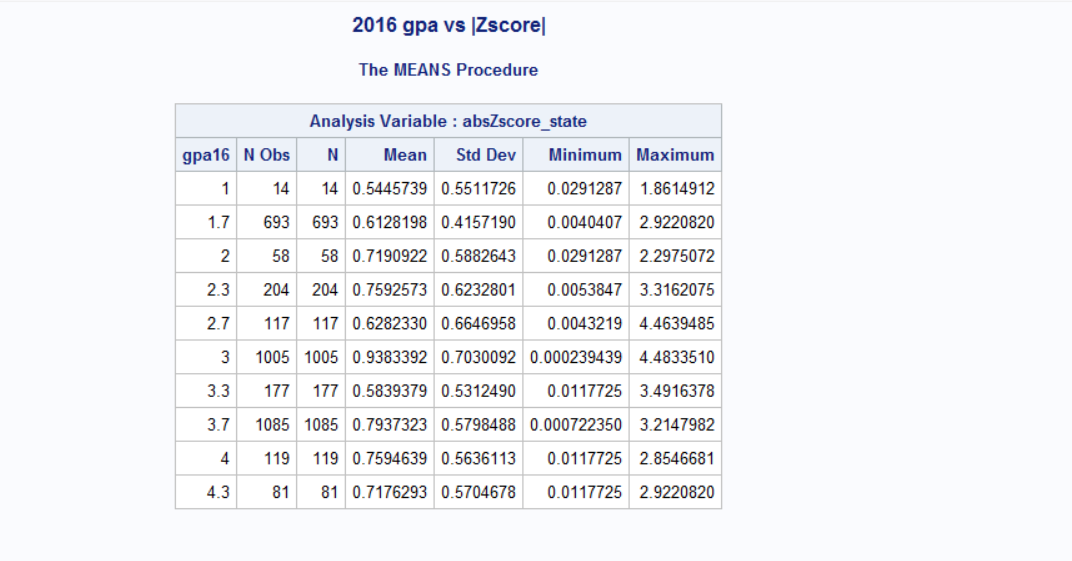 2016 gpa vs |Zscore|
The MEANS Procedure
Analysis Variable : absZscore_state
gpa16 N Obs N Mean Std Dev Minimum Maximum
1 14 14 0.5445739 0.5511726 0.0291287 1.8614912
1.7 693 693 0.6128198 0.4157190 0.0040407 2.9220820
2 58 58 0.7190922 0.5882643 0.0291287 2.2975072
2.3 204 204 0.7592573 0.6232801 0.0053847 3.3162075
2.7 117 117 0.6282330 0.6646958 0.0043219 4.4639485
3 1005 1005 0.9383392 0.7030092 0.000239439 4.4833510
3.3 177 177 0.5839379 0.5312490 0.0117725 3.4916378
3.7 1085 1085 0.7937323 0.5798488 0.000722350 3.2147982
4 119 119 0.7594639 0.5636113 0.0117725 2.8546681
4.3 81 81 0.7176293 0.5704678 0.0117725 2.9220820